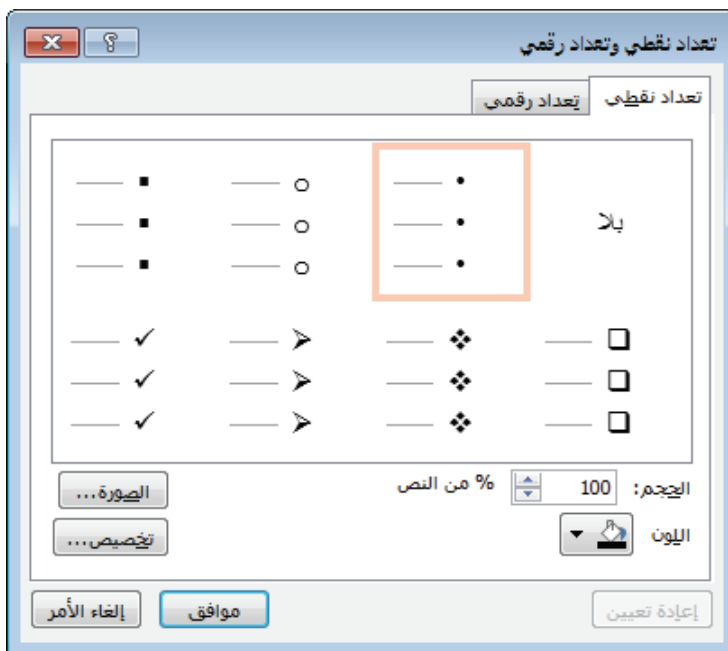 تعداد نقطي وتعداد رقمي
تعداد نقطي تعداد رقمي
بلا
الحجم: 100 % من النص الصورة...
اللون تخصيص...
إعادة تعيين موافق إلغاء الأمر